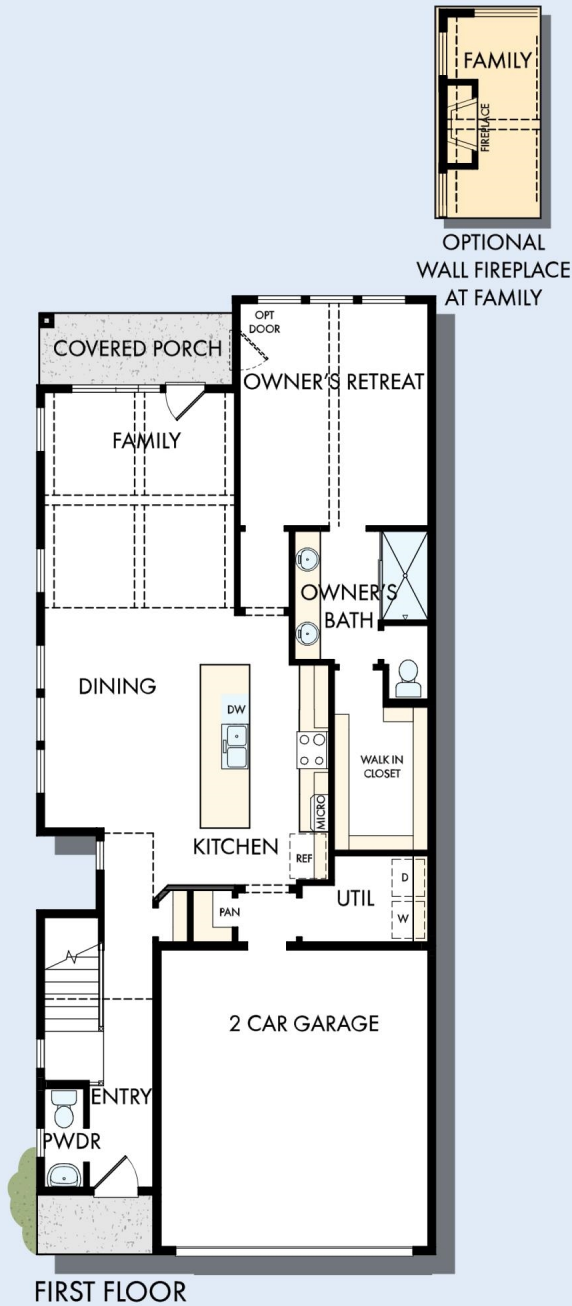 FAMILY
FIREPLACE
OPTIONAL
WALL FIREPLACE
AT FAMILY
OPT
DOOR
COVERED PORCH
OWNER'S RETREAT
FAMILY
OWNER'S
BATH
DINING
DW
WALK IN
CLOSET
MICRO
KITCHEN
REF
D
UTIL
PAN
W
2 CAR GARAGE
ENTRY
PWDR
FIRST FLOOR